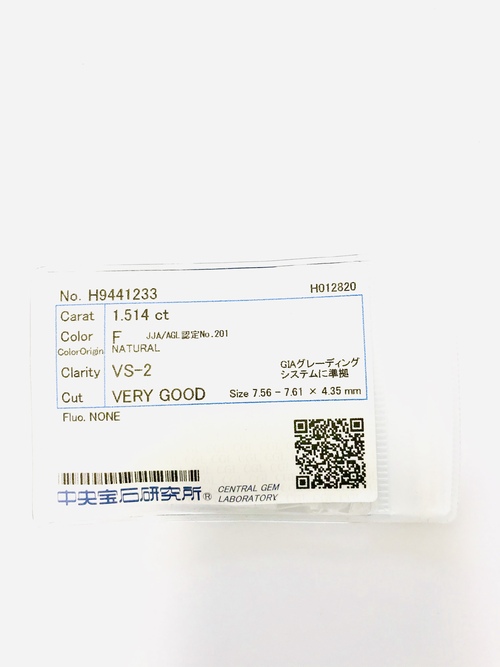 No. H9441233 H012820
Carat 1.514 ct
Color F JJA/AGL認定No.201
ColorOrigin NATURAL
Clarity VS-2 GIAグレーディング
システムに準拠
Cut VERY GOOD Size 7.56 - 7.61 × 4.35 mm
Fluo. NONE
中央宝石研究所® CENTRAL GEM
LABORATORY